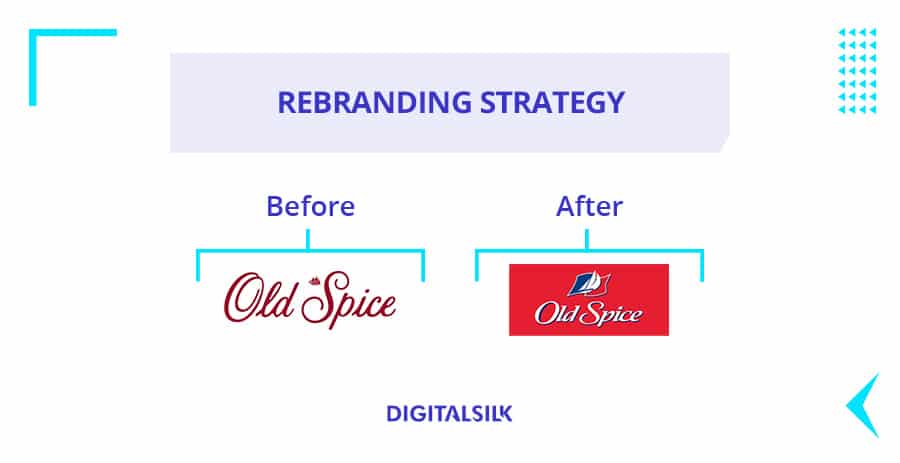 REBRANDING STRATEGY
Before
After
Old Spice
Old Spice
DIGITALSILK